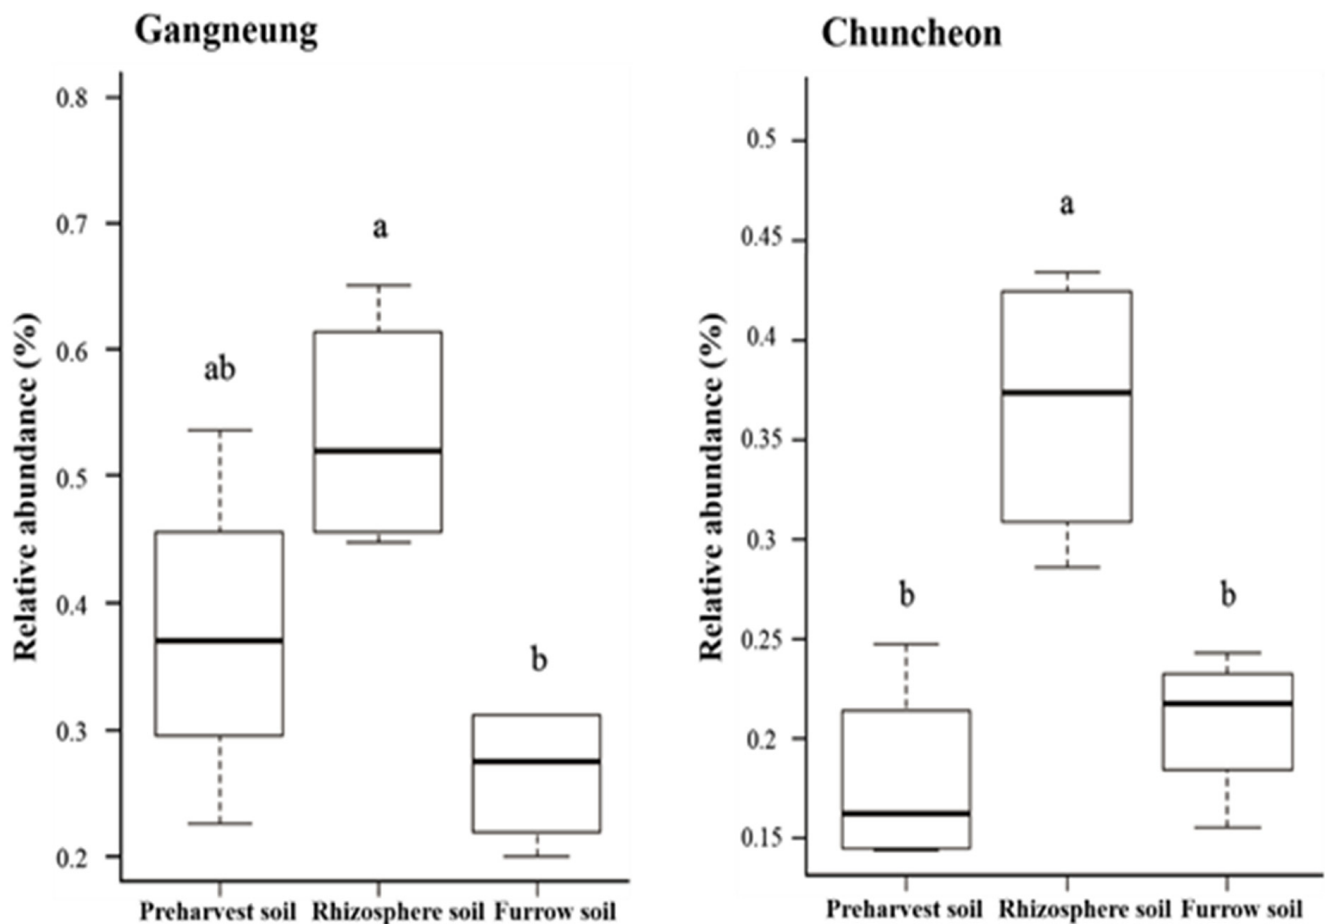 Gangneung
Relative abundance (%)
0.8
0.7
0.6
0.5
0.4
0.3
0.2
ab
a
b
Preharvest soil Rhizosphere soil Furrow soil
Chuncheon
Relative abundance (%)
0.5
0.45
0.4
0.35
0.3
0.25
0.2
0.15
b
a
b
Preharvest soil Rhizosphere soil Furrow soil